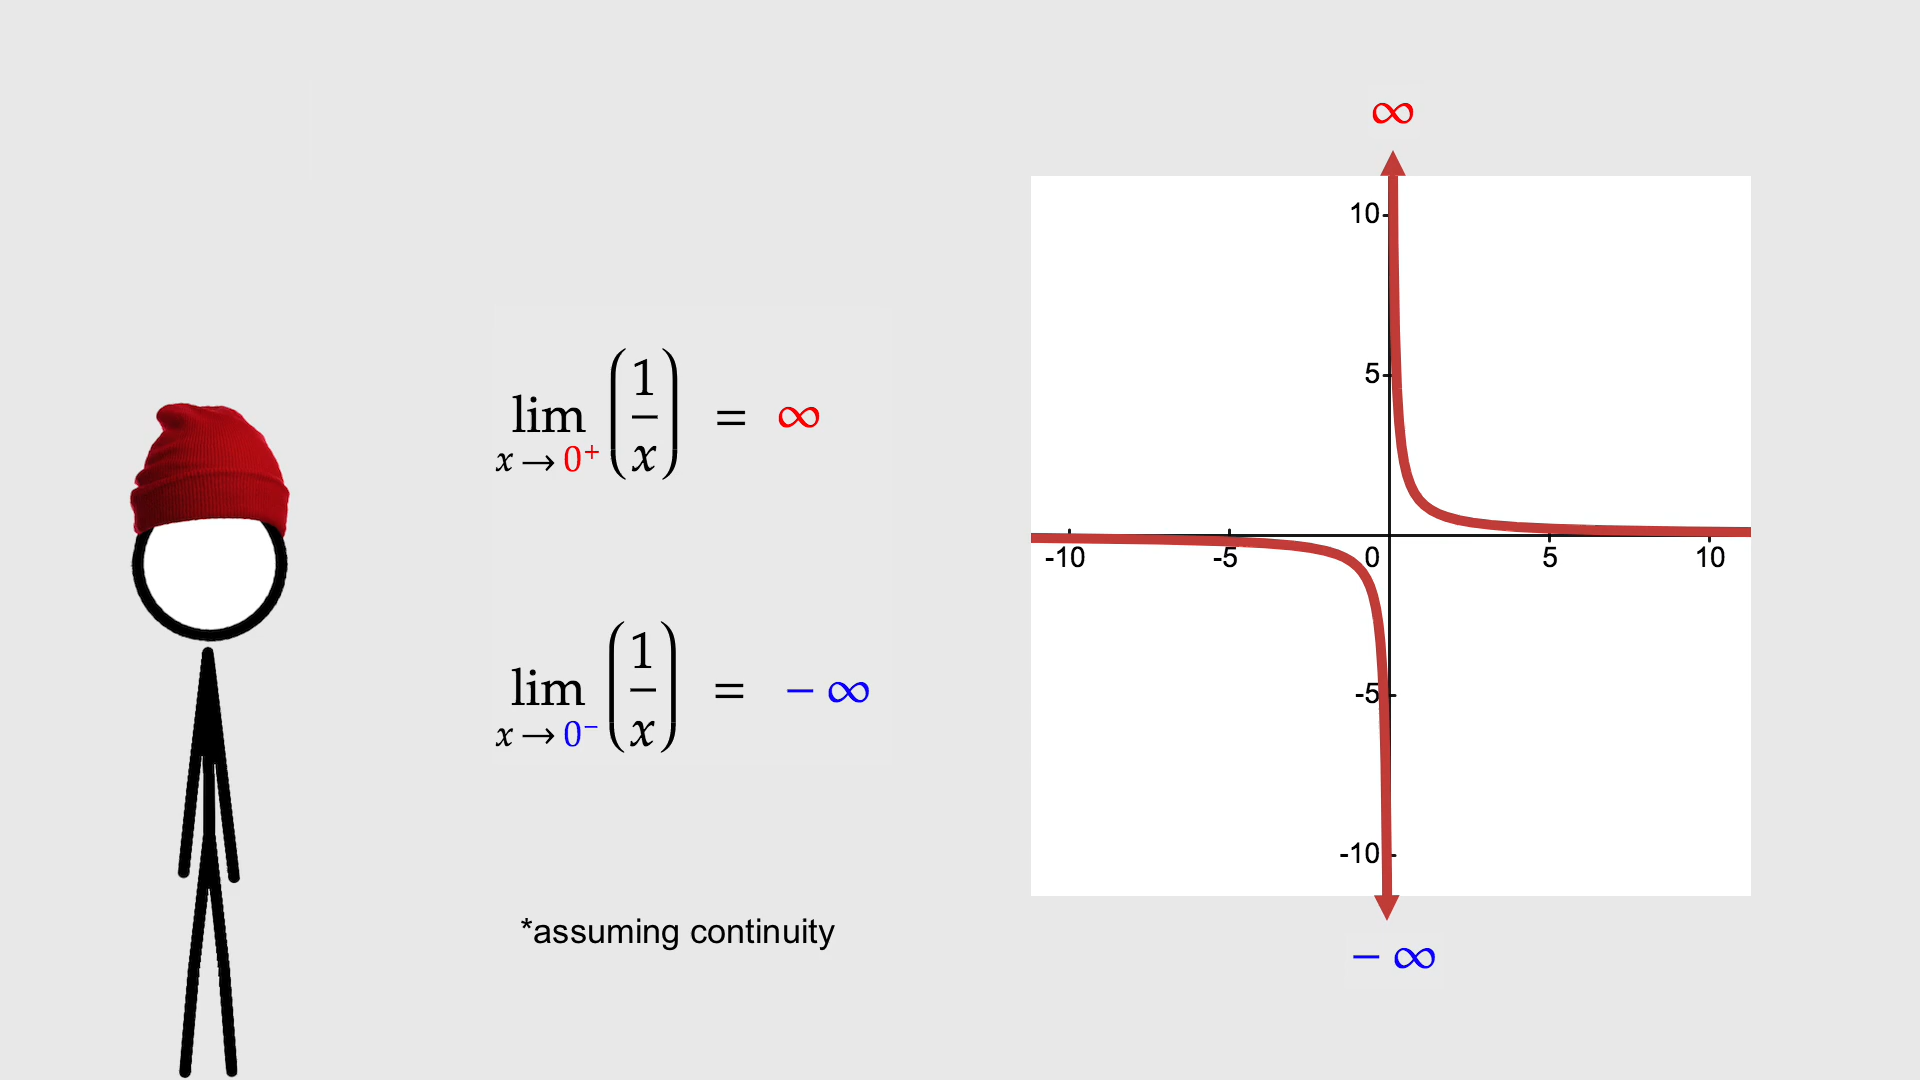 lim x→0⁺ (1/x) = ∞
lim x→0⁻ (1/x) = − ∞
*assuming continuity
∞
10
5
-10 -5 0 5 10
-5
-10
− ∞